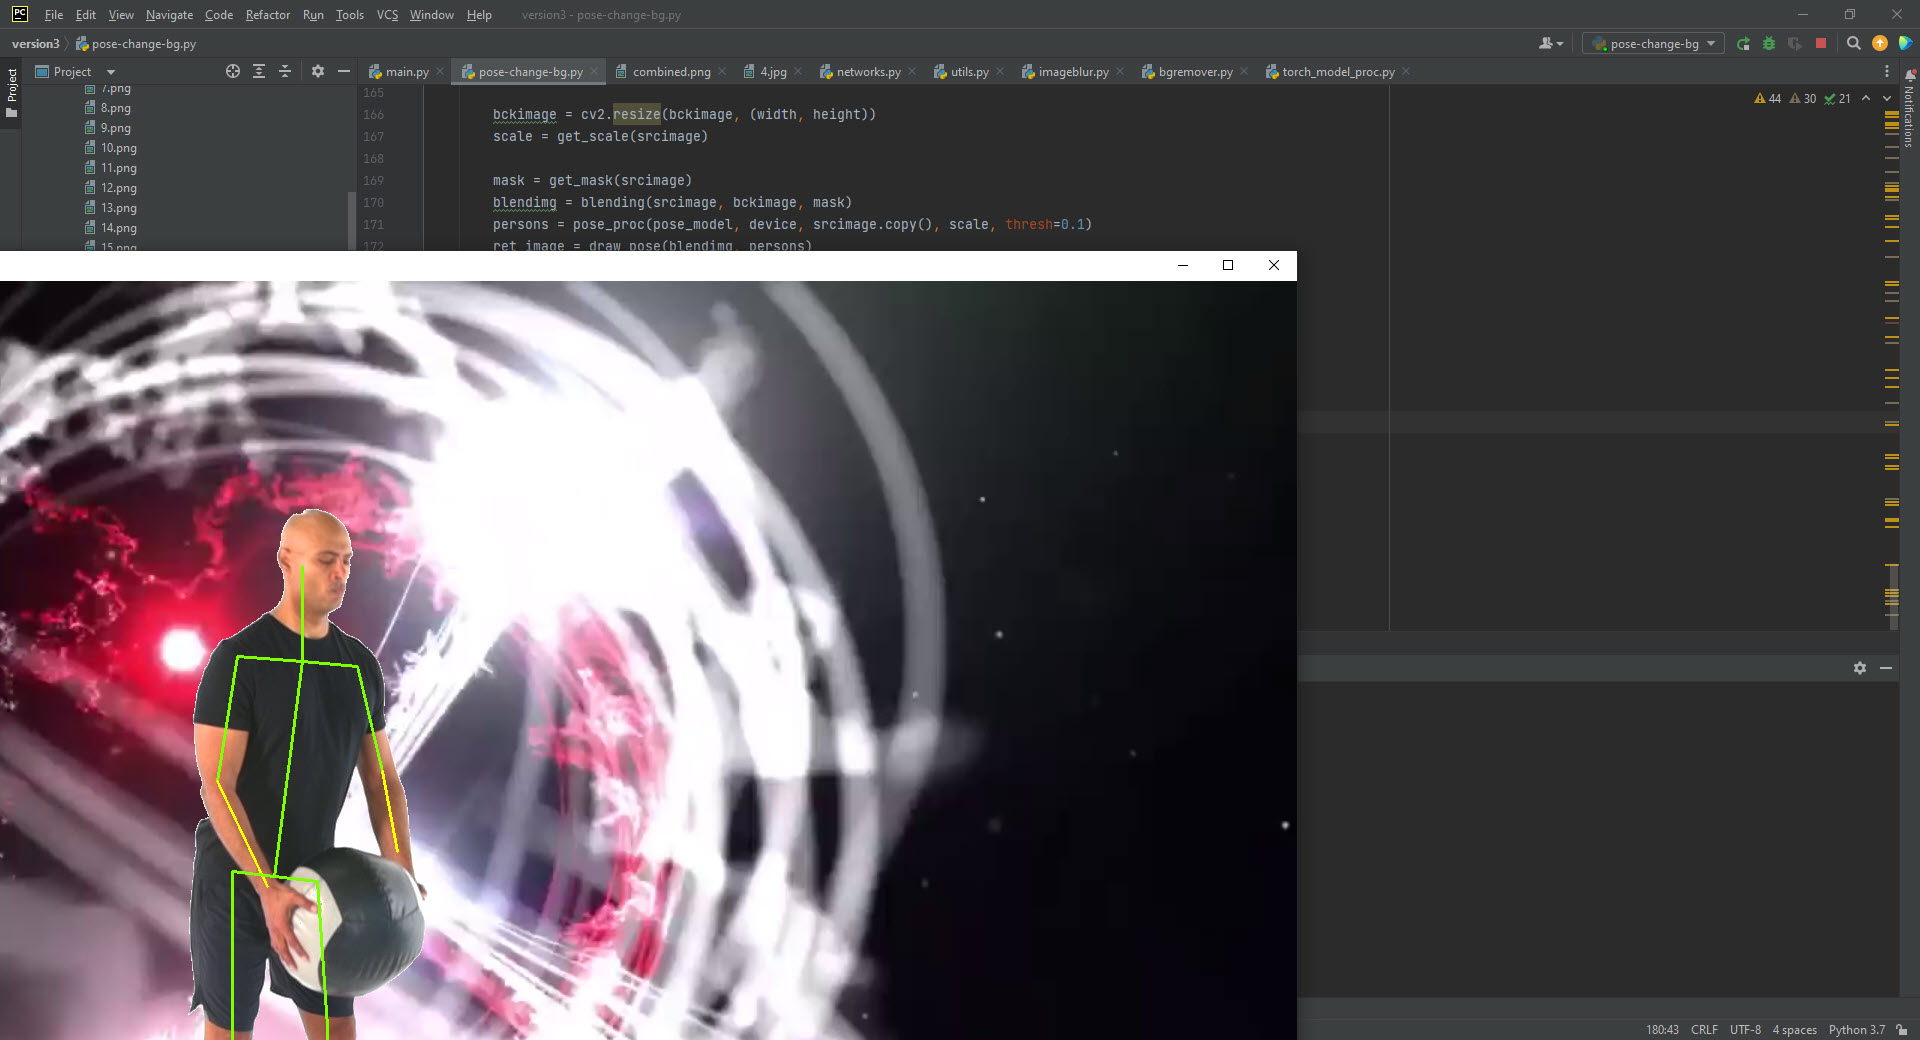 PC File Edit View Navigate Code Refactor Run Tools VCS Window Help version3 - pose-change-bg.py
version3 pose-change-bg.py pose-change-bg
Project Project main.py pose-change-bg.py combined.png 4.jpg networks.py utils.py imageblur.py bgremover.py torch_model_proc.py
Notifications
7.png
8.png
9.png
10.png
11.png
12.png
13.png
14.png
15.png
44 30 21
165
166 bckimage = cv2.resize(bckimage, (width, height))
167 scale = get_scale(srcimage)
168
169 mask = get_mask(srcimage)
170 blendimg = blending(srcimage, bckimage, mask)
171 persons = pose_proc(pose_model, device, srcimage.copy(), scale, thresh=0.1)
172 ret_image = draw_pose(blendimg, persons)
180:43 CRLF UTF-8 4 spaces Python 3.7